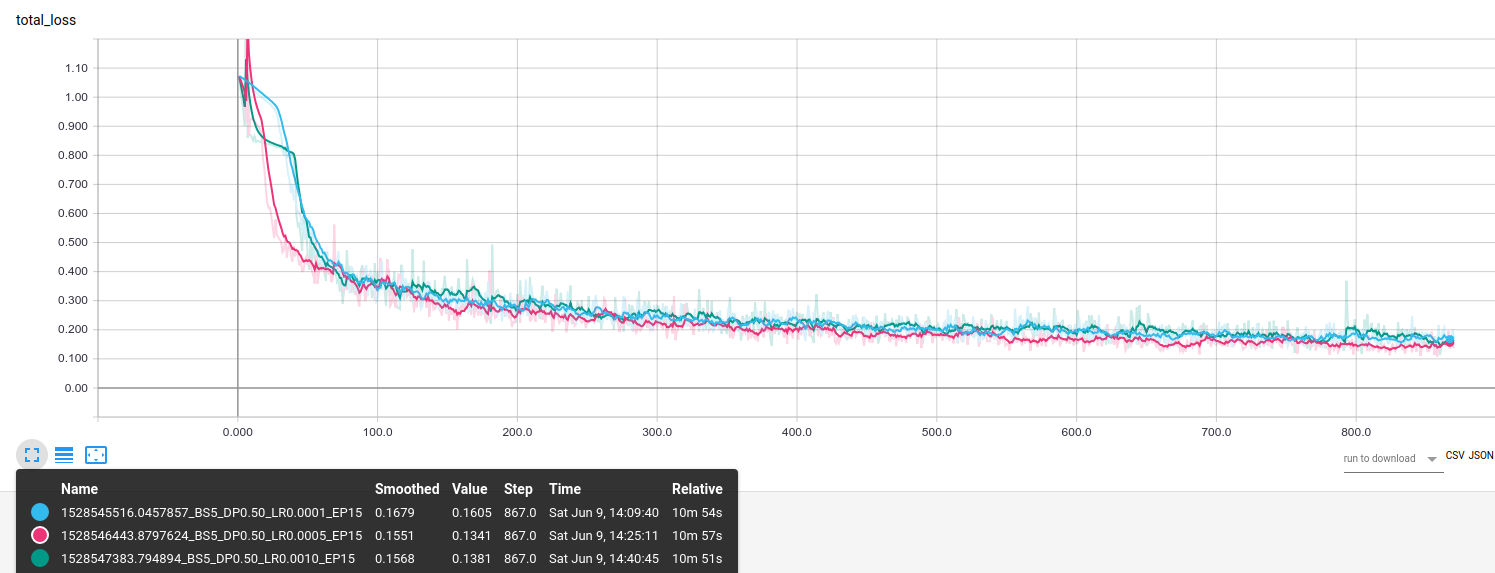 total_loss
1.10
1.00
0.900
0.800
0.700
0.600
0.500
0.400
0.300
0.200
0.100
0.00
0.000 100.0 200.0 300.0 400.0 500.0 600.0 700.0 800.0
run to download CSV JSON
Name Smoothed Value Step Time Relative
1528545516.0457857_BS5_DP0.50_LR0.0001_EP15 0.1679 0.1605 867.0 Sat Jun 9, 14:09:40 10m 54s
1528546443.8797624_BS5_DP0.50_LR0.0005_EP15 0.1551 0.1341 867.0 Sat Jun 9, 14:25:11 10m 57s
1528547383.794894_BS5_DP0.50_LR0.0010_EP15 0.1568 0.1381 867.0 Sat Jun 9, 14:40:45 10m 51s